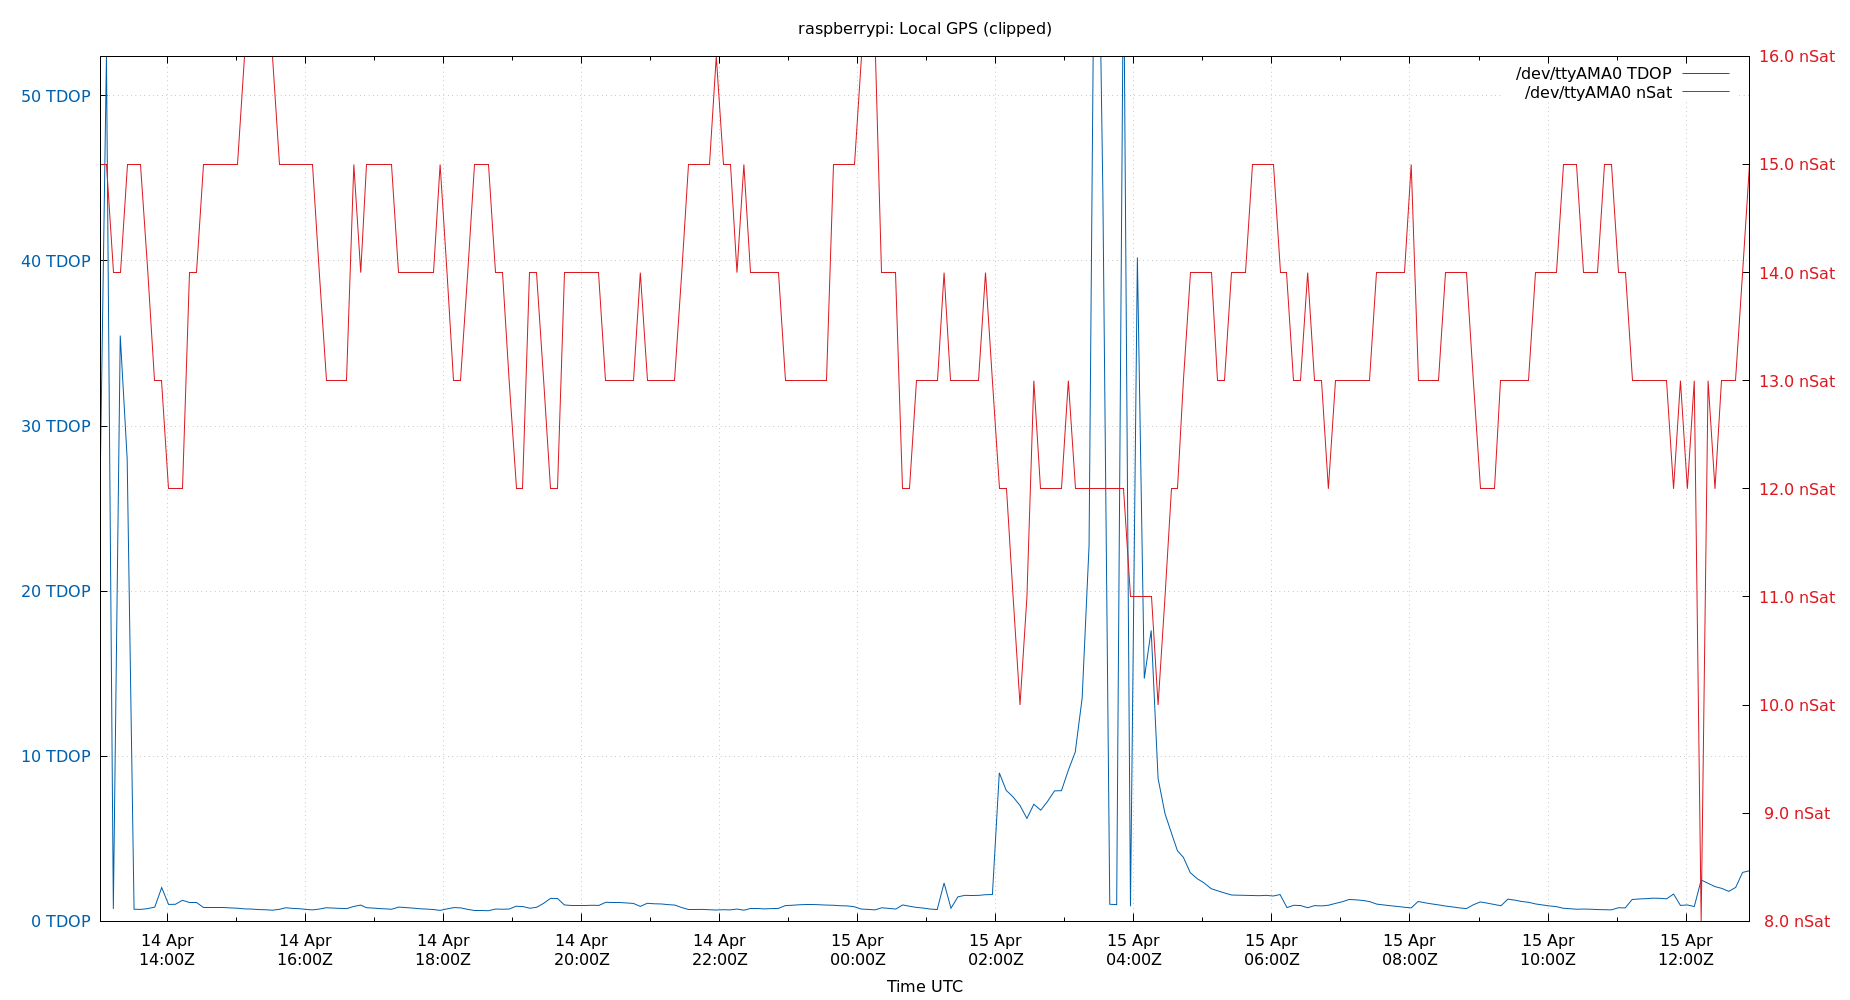 raspberrypi: Local GPS (clipped)
/dev/ttyAMA0 TDOP
/dev/ttyAMA0 nSat
50 TDOP
40 TDOP
30 TDOP
20 TDOP
10 TDOP
0 TDOP
16.0 nSat
15.0 nSat
14.0 nSat
13.0 nSat
12.0 nSat
11.0 nSat
10.0 nSat
9.0 nSat
8.0 nSat
14 Apr
14:00Z
14 Apr
16:00Z
14 Apr
18:00Z
14 Apr
20:00Z
14 Apr
22:00Z
15 Apr
00:00Z
15 Apr
02:00Z
15 Apr
04:00Z
15 Apr
06:00Z
15 Apr
08:00Z
15 Apr
10:00Z
15 Apr
12:00Z
Time UTC